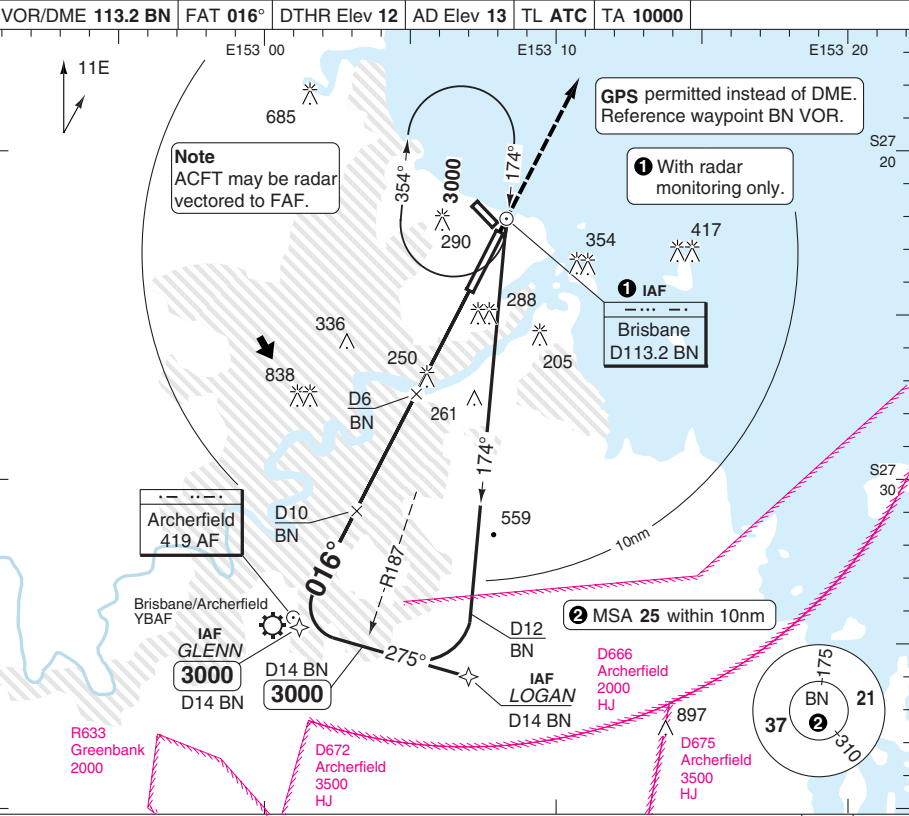 VOR/DME 113.2 BN FAT 016° DTHR Elev 12 AD Elev 13 TL ATC TA 10000
E153 00
E153 10
E153 20
11E
685
GPS permitted instead of DME.
Reference waypoint BN VOR.
S27
20
Note
ACFT may be radar
vectored to FAF.
354°
3000
174°
❶ With radar
monitoring only.
290
354
417
❶ IAF
Brisbane
D113.2 BN
288
336
205
250
838
D6
BN
261
174°
S27
30
Archerfield
419 AF
D10
BN
559
10nm
016°
R187
Brisbane/Archerfield
YBAF
IAF
GLENN
3000
D14 BN
D14 BN
3000
275°
❷ MSA 25 within 10nm
D12
BN
IAF
LOGAN
D14 BN
D666
Archerfield
2000
HJ
175
BN
❷
21
37
310
897
R633
Greenbank
2000
D672
Archerfield
3500
HJ
D675
Archerfield
3500
HJ